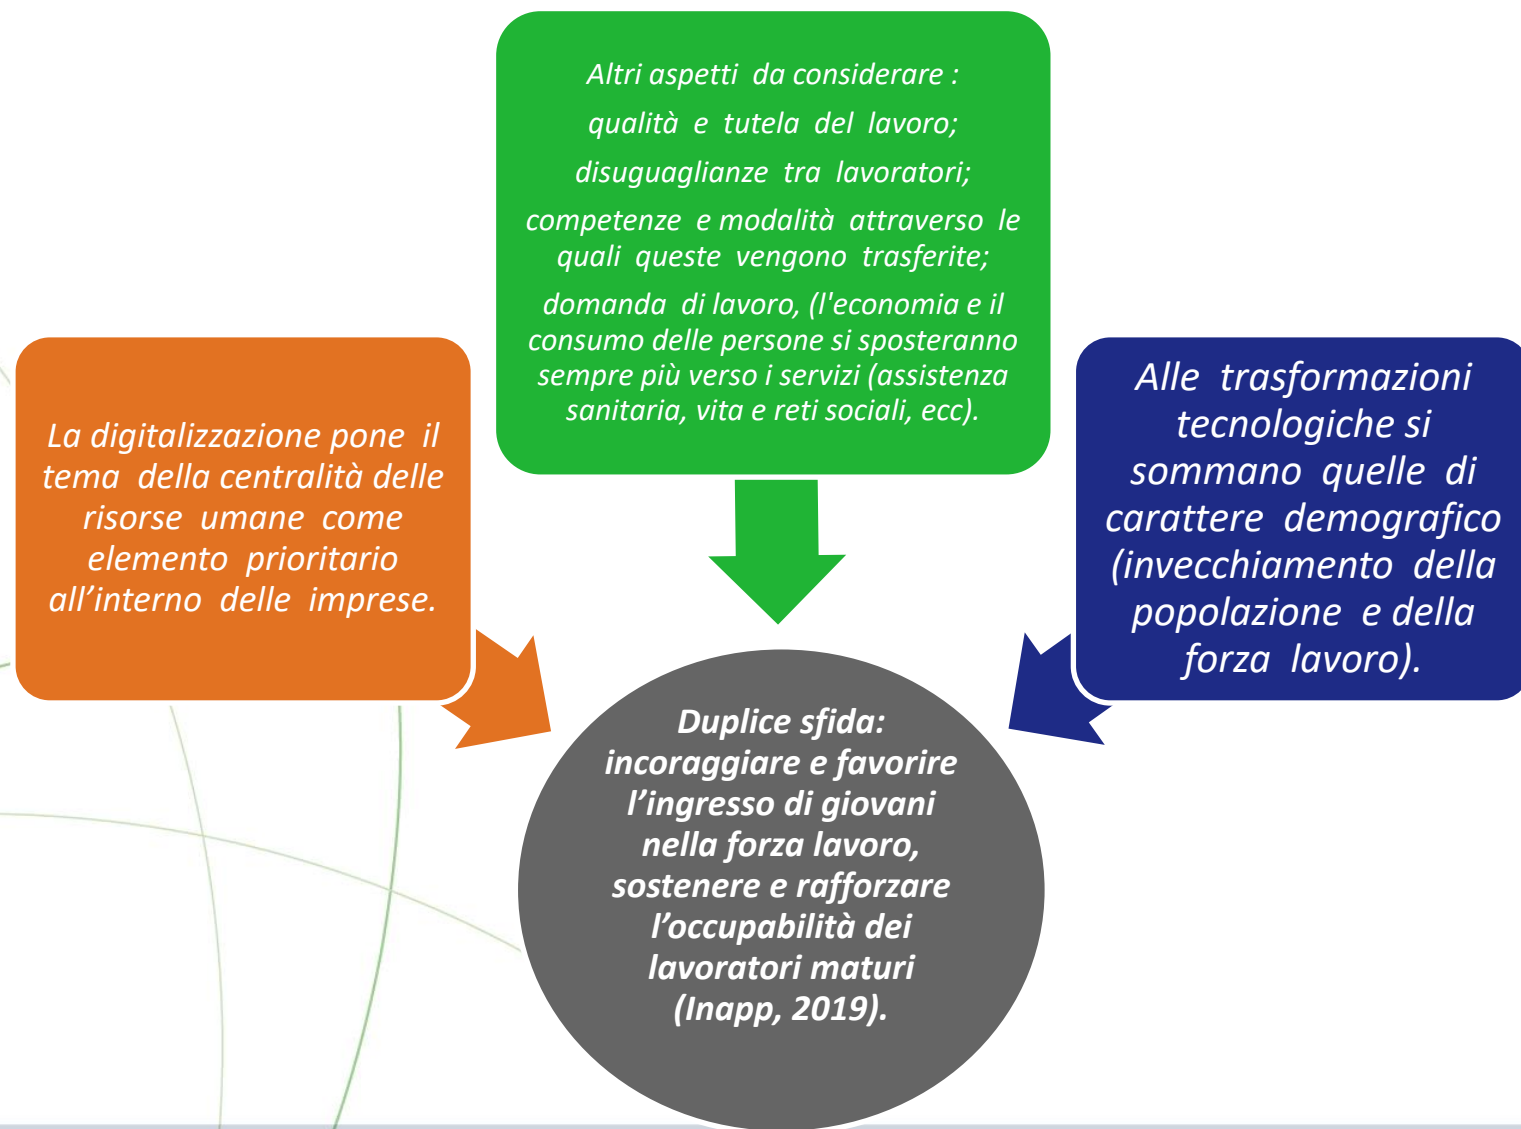 Altri aspetti da considerare :
qualità e tutela del lavoro;
disuguaglianze tra lavoratori;
competenze e modalità attraverso le
quali queste vengono trasferite;
domanda di lavoro, (l'economia e il
consumo delle persone si sposteranno
sempre più verso i servizi (assistenza
sanitaria, vita e reti sociali, ecc).
La digitalizzazione pone il
tema della centralità delle
risorse umane come
elemento prioritario
all’interno delle imprese.
Alle trasformazioni
tecnologiche si
sommano quelle di
carattere demografico
(invecchiamento della
popolazione e della
forza lavoro).
Duplice sfida:
incoraggiare e favorire
l’ingresso di giovani
nella forza lavoro,
sostenere e rafforzare
l’occupabilità dei
lavoratori maturi
(Inapp, 2019).